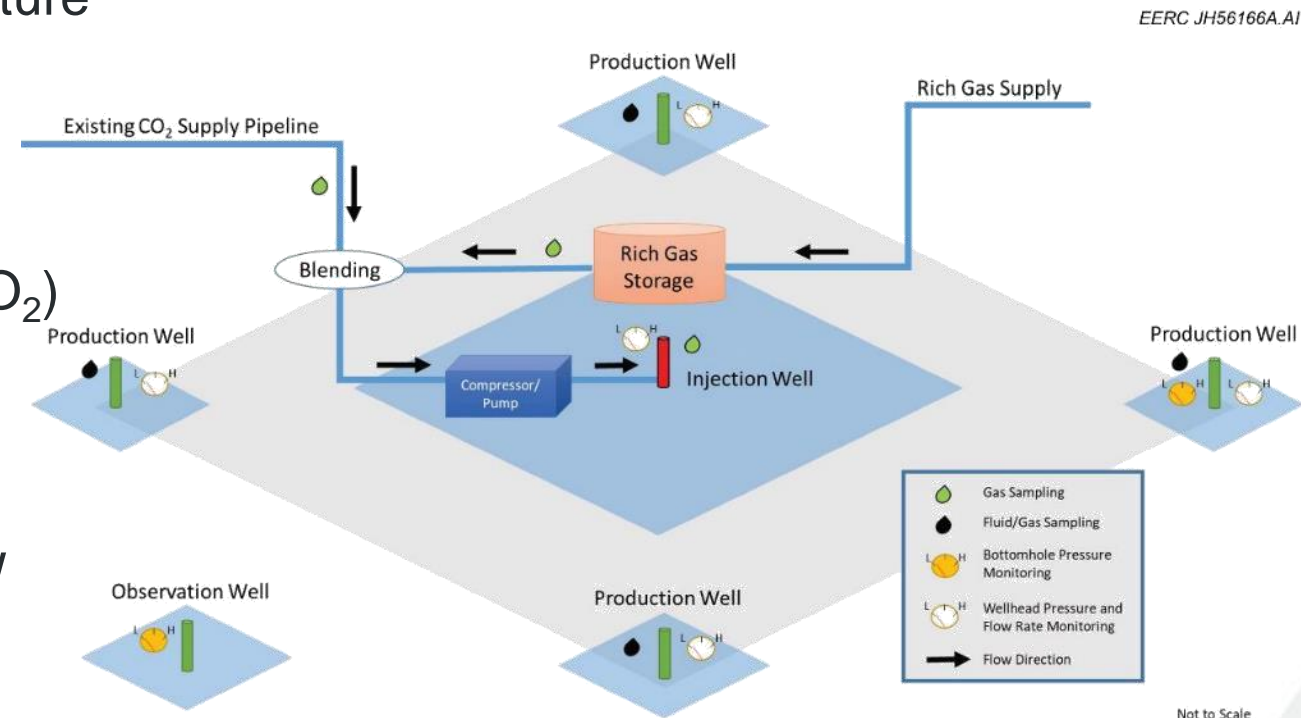 ture
EERC JH56166A.AI
Production Well
L H
Rich Gas Supply
Existing CO₂ Supply Pipeline
Rich Gas
Storage
Blending
O₂)
Production Well
L H
L H
Injection Well
Compressor/
Pump
Production Well
L H
L H
Gas Sampling
Fluid/Gas Sampling
L H
Bottomhole Pressure
Monitoring
L H
Wellhead Pressure and
Flow Rate Monitoring
Flow Direction
Observation Well
L H
Production Well
L H
Not to Scale